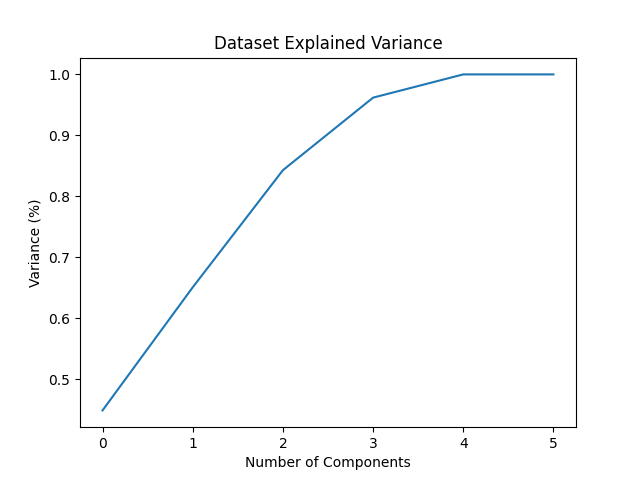 Dataset Explained Variance
1.0
0.9
0.8
0.7
0.6
0.5
Variance (%)
0 1 2 3 4 5
Number of Components